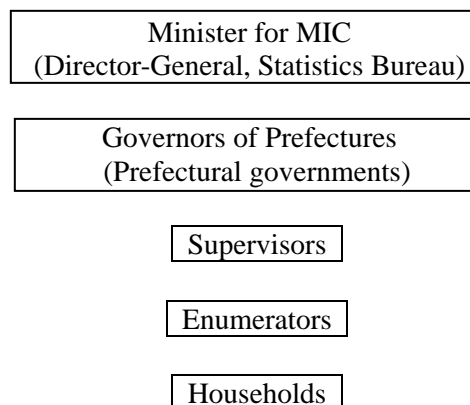 Minister for MIC
(Director-General, Statistics Bureau)
Governors of Prefectures
(Prefectural governments)
Supervisors
Enumerators
Households